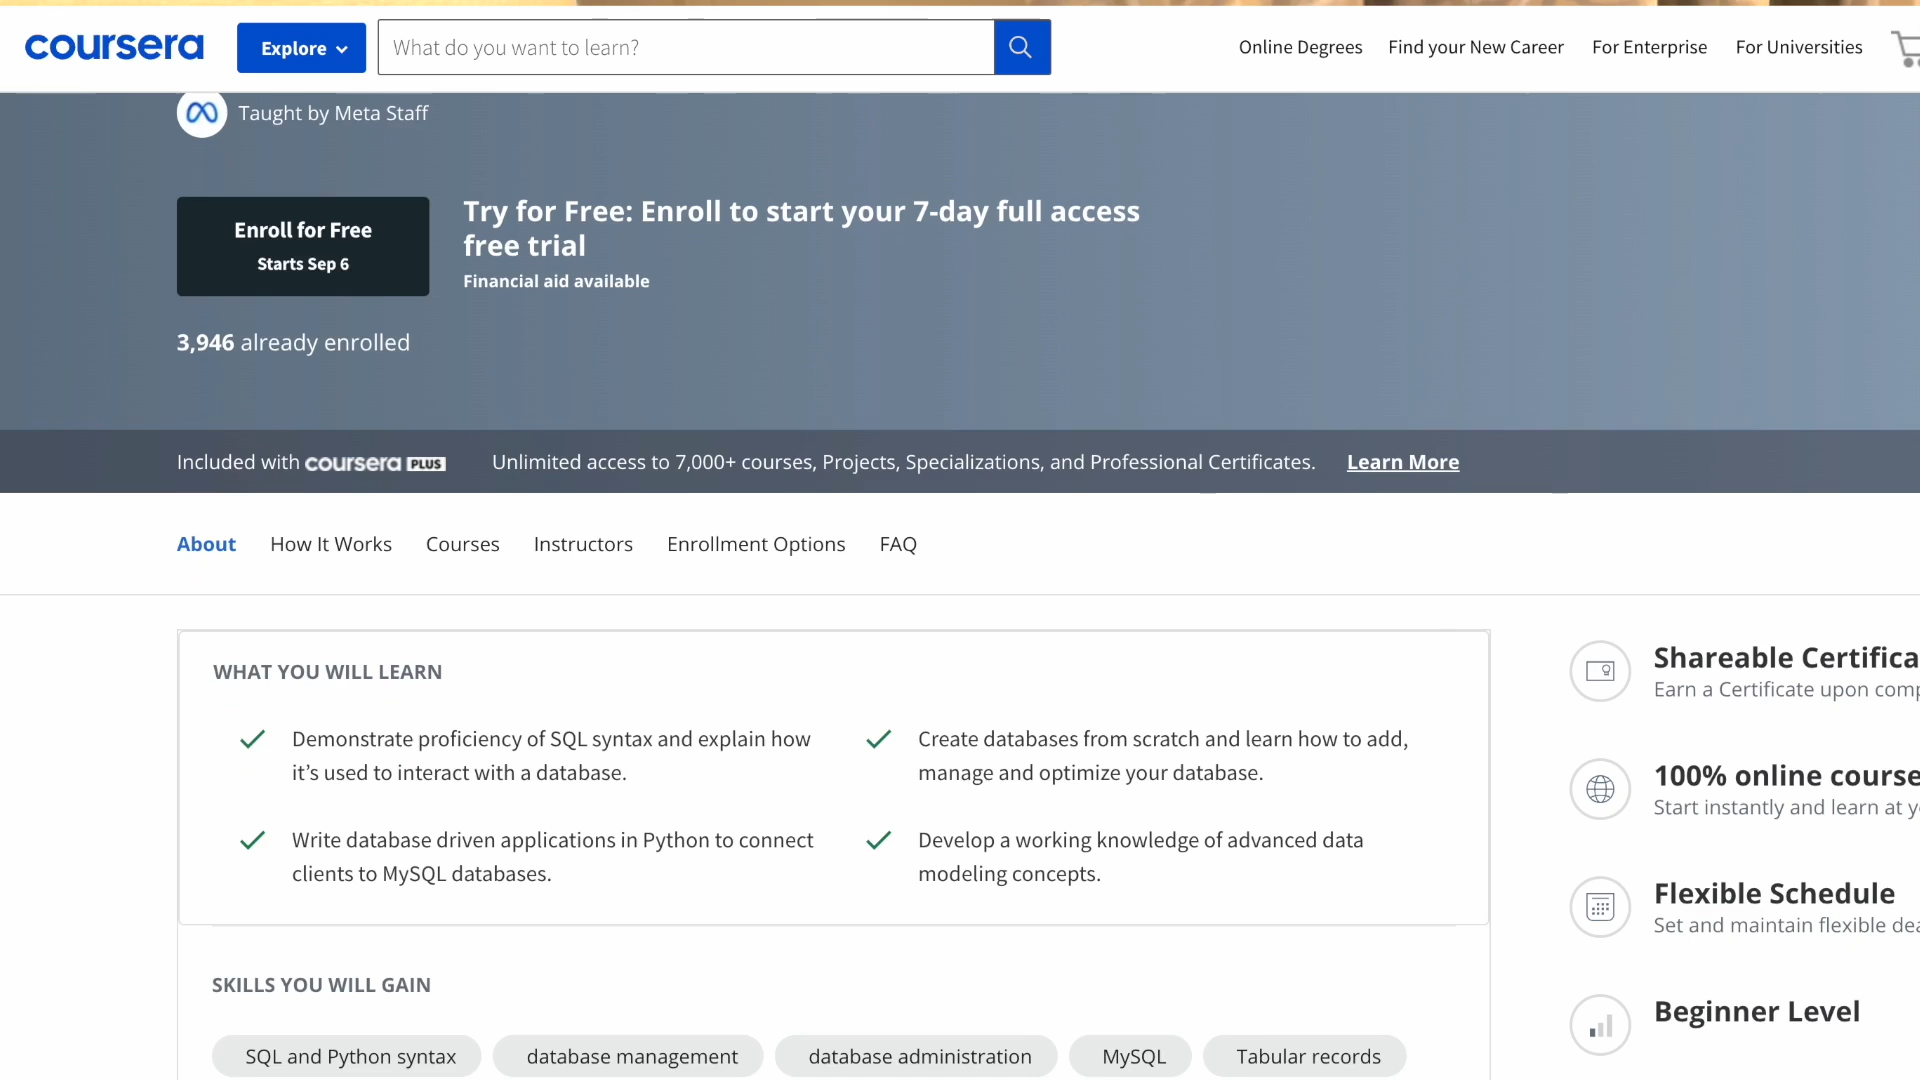 coursera
Explore
What do you want to learn?
Online Degrees
Find your New Career
For Enterprise
For Universities
Taught by Meta Staff
Enroll for Free
Starts Sep 6
Try for Free: Enroll to start your 7-day full access
free trial
Financial aid available
3,946 already enrolled
Included with coursera PLUS
Unlimited access to 7,000+ courses, Projects, Specializations, and Professional Certificates.
Learn More
About
How It Works
Courses
Instructors
Enrollment Options
FAQ
WHAT YOU WILL LEARN
Demonstrate proficiency of SQL syntax and explain how
it’s used to interact with a database.
Create databases from scratch and learn how to add,
manage and optimize your database.
Write database driven applications in Python to connect
clients to MySQL databases.
Develop a working knowledge of advanced data
modeling concepts.
SKILLS YOU WILL GAIN
SQL and Python syntax
database management
database administration
MySQL
Tabular records
Shareable Certifica
Earn a Certificate upon comp
100% online course
Start instantly and learn at y
Flexible Schedule
Set and maintain flexible dea
Beginner Level